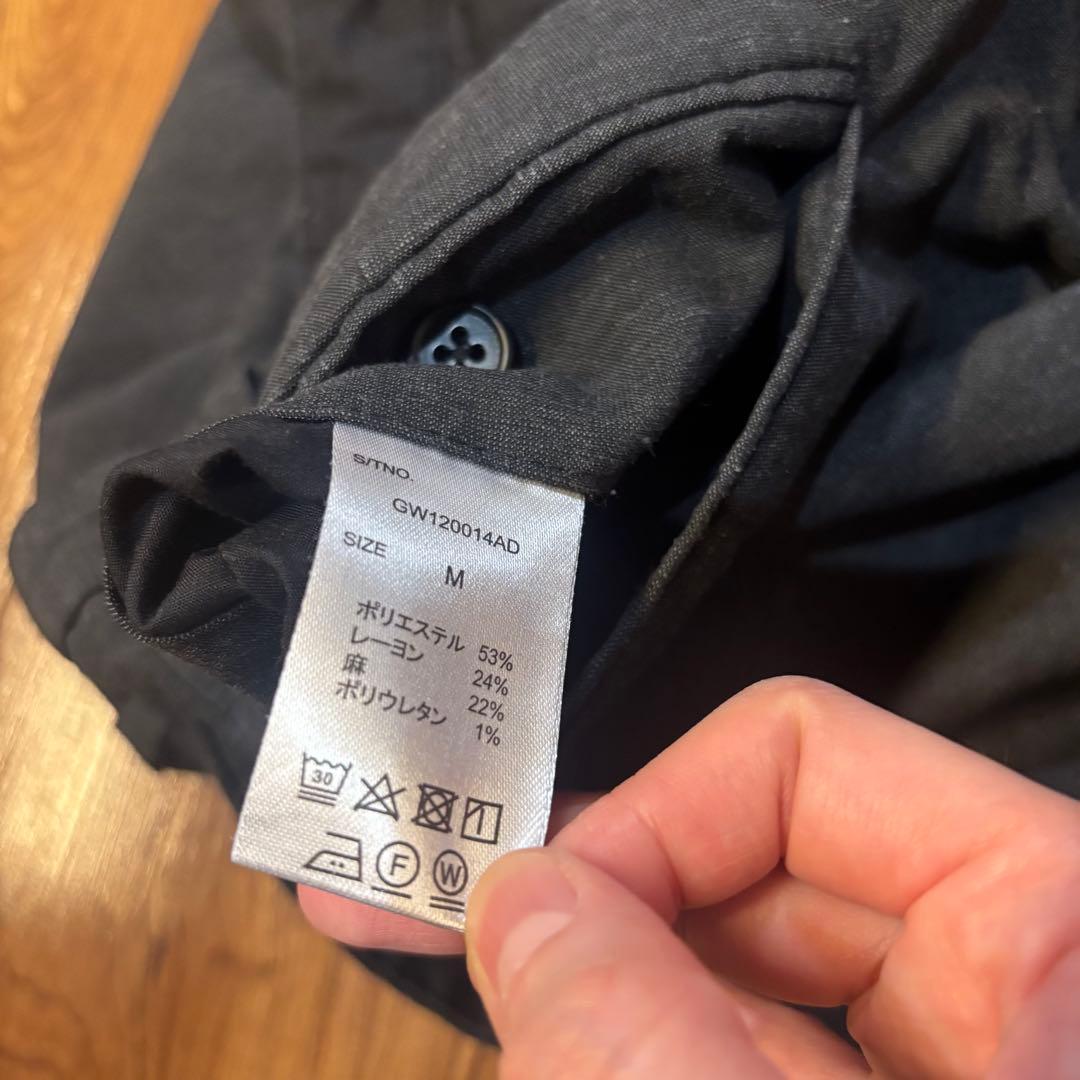 S/TNO.
GW120014AD
SIZE
M
ポリエステル 53%
レーヨン 24%
麻 22%
ポリウレタン 1%
30
F W